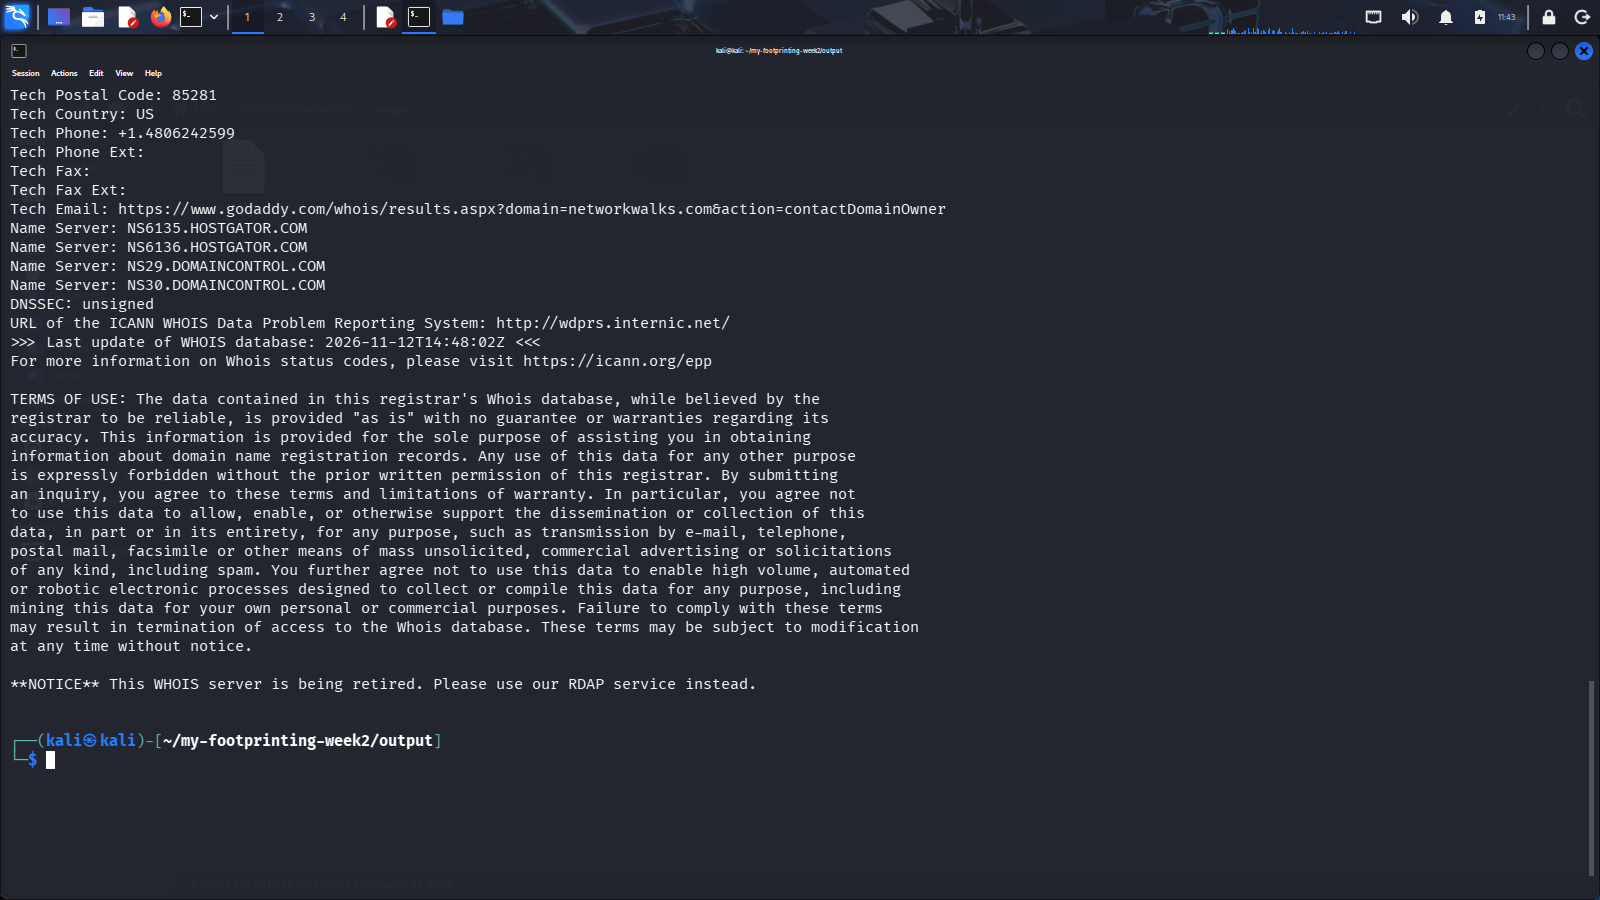 1 2 3 4
11:43
kali@kali: ~/my-footprinting-week2/output
Session Actions Edit View Help
Tech Postal Code: 85281
Tech Country: US
Tech Phone: +1.4806242599
Tech Phone Ext:
Tech Fax:
Tech Fax Ext:
Tech Email: https://www.godaddy.com/whois/results.aspx?domain=networkwalks.com&action=contactDomainOwner
Name Server: NS6135.HOSTGATOR.COM
Name Server: NS6136.HOSTGATOR.COM
Name Server: NS29.DOMAINCONTROL.COM
Name Server: NS30.DOMAINCONTROL.COM
DNSSEC: unsigned
URL of the ICANN WHOIS Data Problem Reporting System: http://wdprs.internic.net/
>>> Last update of WHOIS database: 2026-11-12T14:48:02Z <<<
For more information on Whois status codes, please visit https://icann.org/epp
TERMS OF USE: The data contained in this registrar's Whois database, while believed by the
registrar to be reliable, is provided "as is" with no guarantee or warranties regarding its
accuracy. This information is provided for the sole purpose of assisting you in obtaining
information about domain name registration records. Any use of this data for any other purpose
is expressly forbidden without the prior written permission of this registrar. By submitting
an inquiry, you agree to these terms and limitations of warranty. In particular, you agree not
to use this data to allow, enable, or otherwise support the dissemination or collection of this
data, in part or in its entirety, for any purpose, such as transmission by e-mail, telephone,
postal mail, facsimile or other means of mass unsolicited, commercial advertising or solicitations
of any kind, including spam. You further agree not to use this data to enable high volume, automated
or robotic electronic processes designed to collect or compile this data for any purpose, including
mining this data for your own personal or commercial purposes. Failure to comply with these terms
may result in termination of access to the Whois database. These terms may be subject to modification
at any time without notice.
**NOTICE** This WHOIS server is being retired. Please use our RDAP service instead.
┌──(kali㉿kali)-[~/my-footprinting-week2/output]
└─$